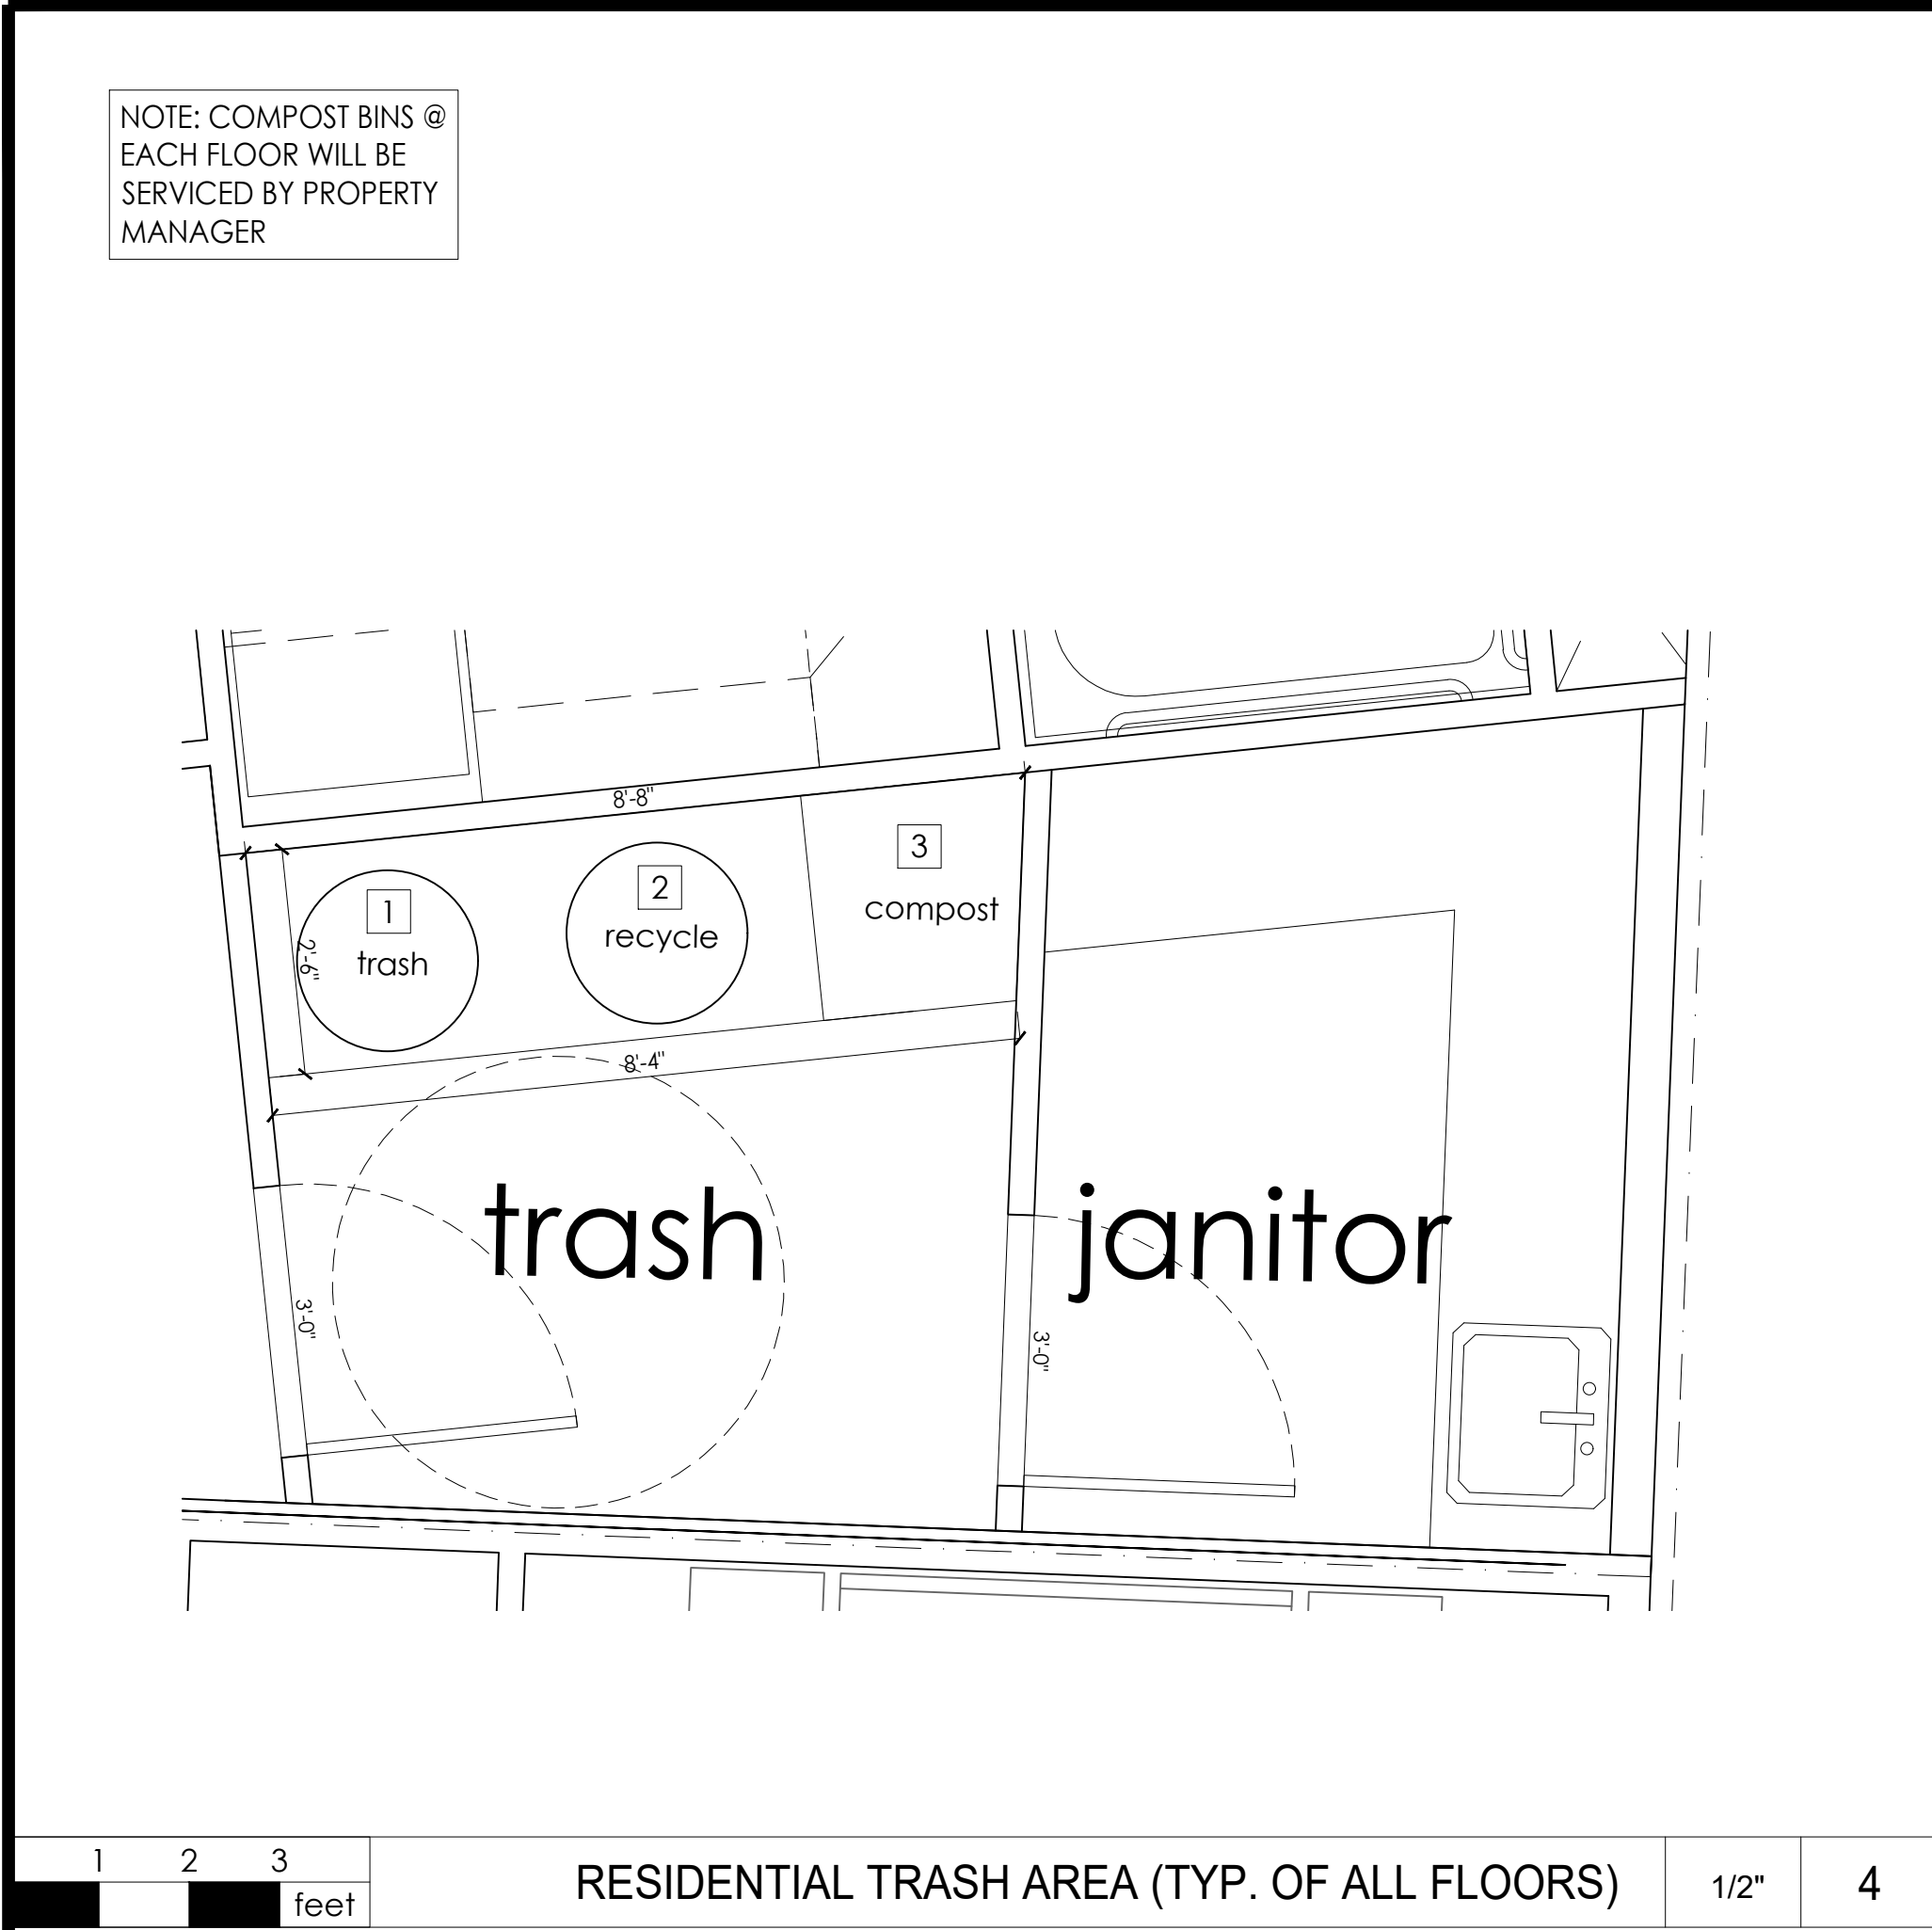 NOTE: COMPOST BINS @
EACH FLOOR WILL BE
SERVICED BY PROPERTY
MANAGER
8'-8"
3
compost
2
recycle
1
trash
2'-6"
8'-4"
trash
janitor
3'-0"
3'-0"
1 2 3
feet
RESIDENTIAL TRASH AREA (TYP. OF ALL FLOORS)
1/2"
4